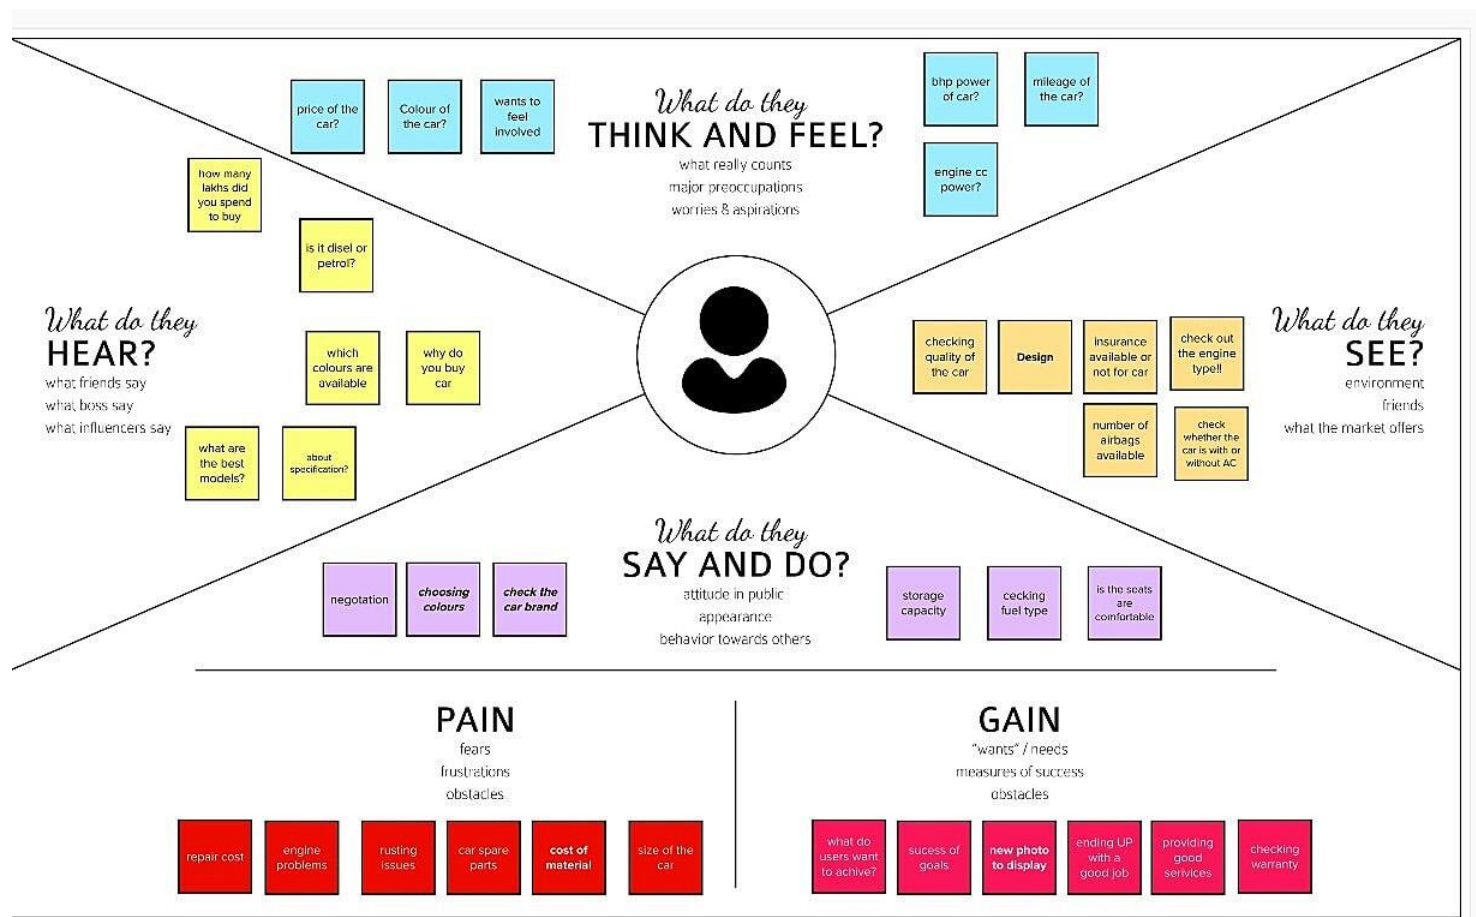 What do they
THINK AND FEEL?
what really counts
major preoccupations
worries & aspirations
price of the
car?
Colour of
the car?
wants to
feel
involved
bhp power
of car?
mileage of
the car?
engine cc
power?
What do they
HEAR?
what friends say
what boss say
what influencers say
how many
lakhs did
you spend
to buy
is it disel or
petrol?
which
colours are
available
why do
you buy
car
what are
the best
models?
about
specification?
What do they
SEE?
environment
friends
what the market offers
checking
quality of
the car
Design
insurance
available or
not for car
check out
the engine
type!!
number of
airbags
available
check
whether the
car is with or
without AC
What do they
SAY AND DO?
attitude in public
appearance
behavior towards others
negotation
choosing
colours
check the
car brand
storage
capacity
cecking
fuel type
is the seats
are
comfortable
PAIN
fears
frustrations
obstacles
repair cost
engine
problems
rusting
issues
car spare
parts
cost of
material
size of the
car
GAIN
"wants" / needs
measures of success
obstacles
what do
users want
to achive?
sucess of
goals
new photo
to display
ending UP
with a
good job
providing
good
serivices
checking
warranty